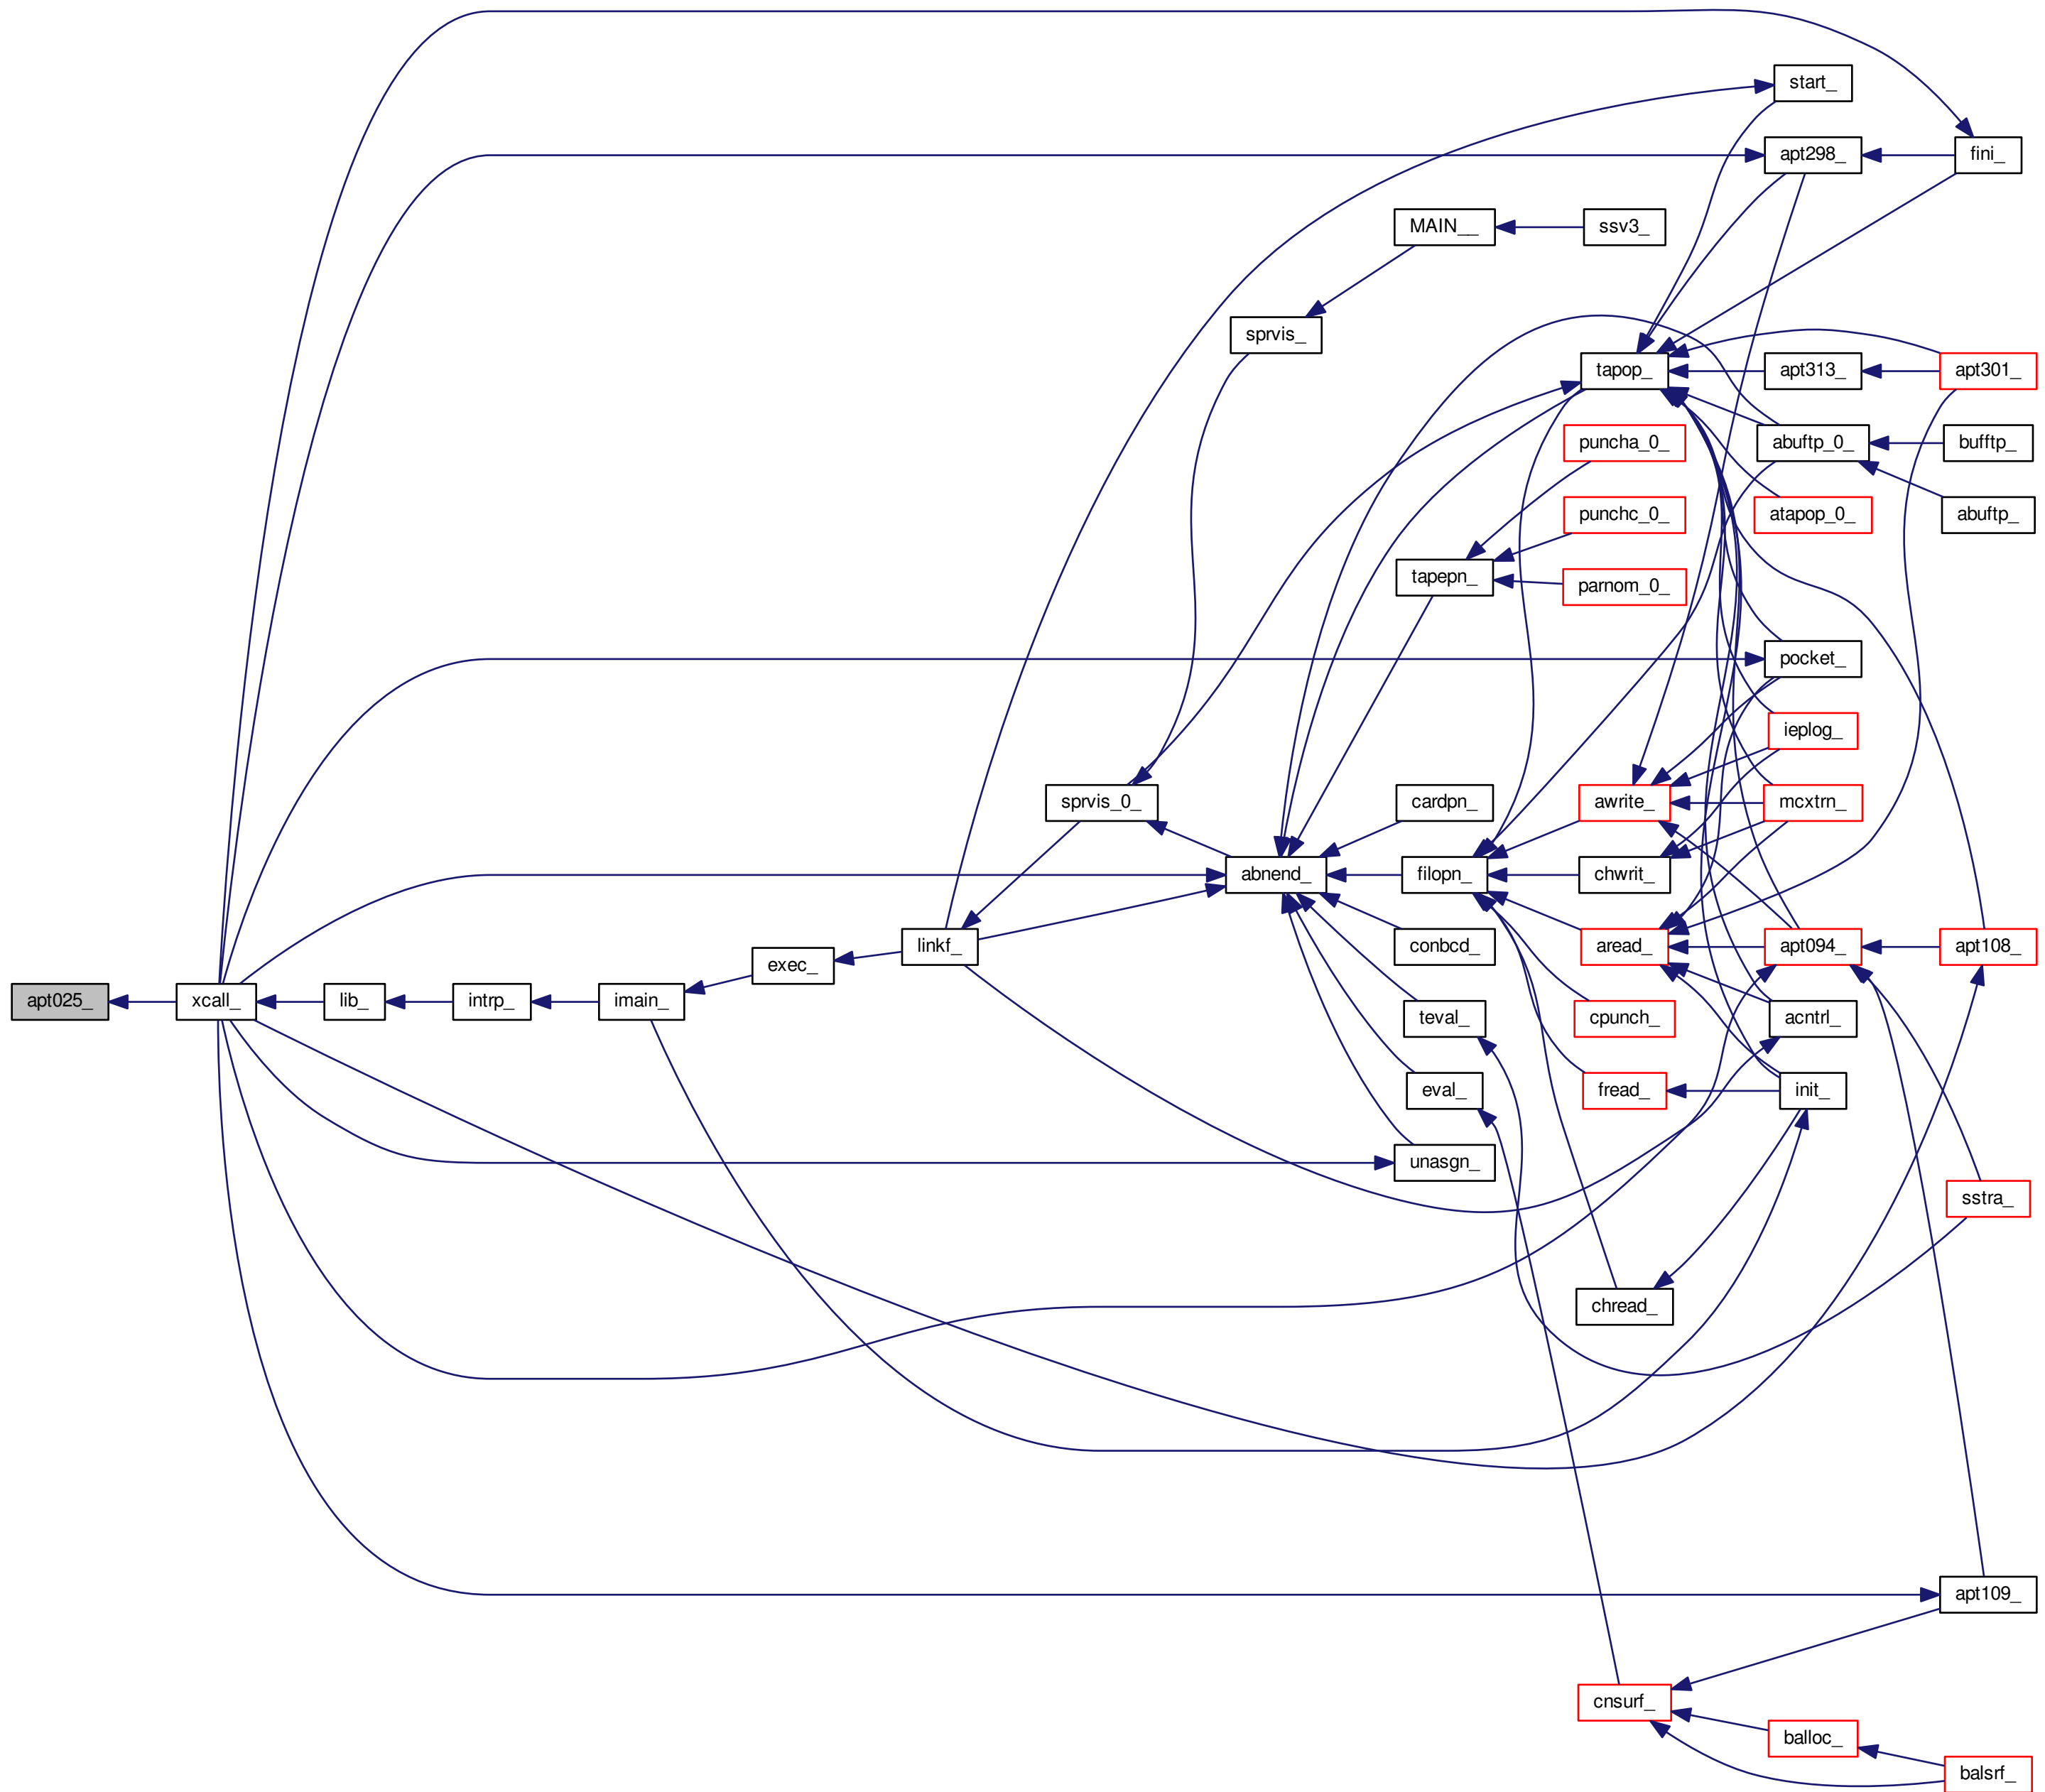 start_
apt298_
fini_
MAIN__
ssv3_
sprvis_
tapop_
apt313_
apt301_
puncha_0_
abuftp_0_
bufftp_
punchc_0_
atapop_0_
abuftp_
tapepn_
parnom_0_
pocket_
ieplog_
sprvis_0_
cardpn_
awrite_
mcxtrn_
abnend_
filopn_
chwrit_
linkf_
conbcd_
aread_
apt094_
apt108_
exec_
apt025_
xcall_
lib_
intrp_
imain_
teval_
cpunch_
acntrl_
eval_
fread_
init_
unasgn_
sstra_
chread_
apt109_
cnsurf_
balloc_
balsrf_